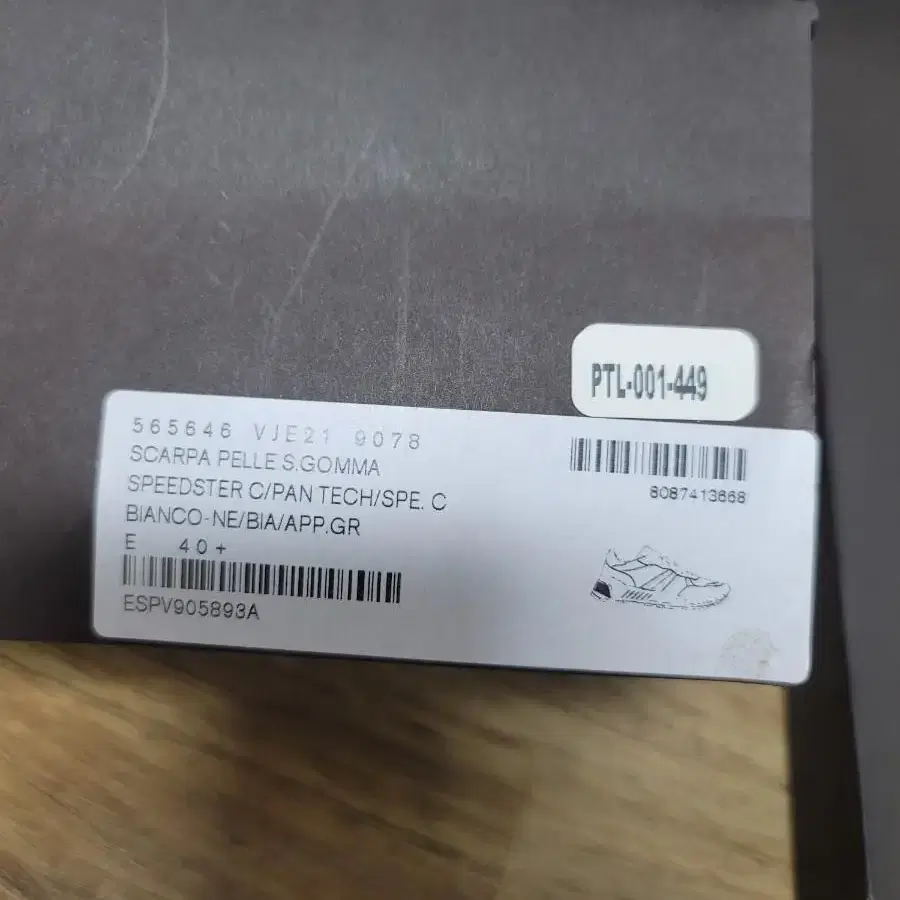 PTL-001-449
565646 VJE21 9078
SCARPA PELLE S.GOMMA
SPEEDSTER C/PAN TECH/SPE. C
BIANCO-NE/BIA/APP.GR
E 40+
ESPV905893A
8087413668